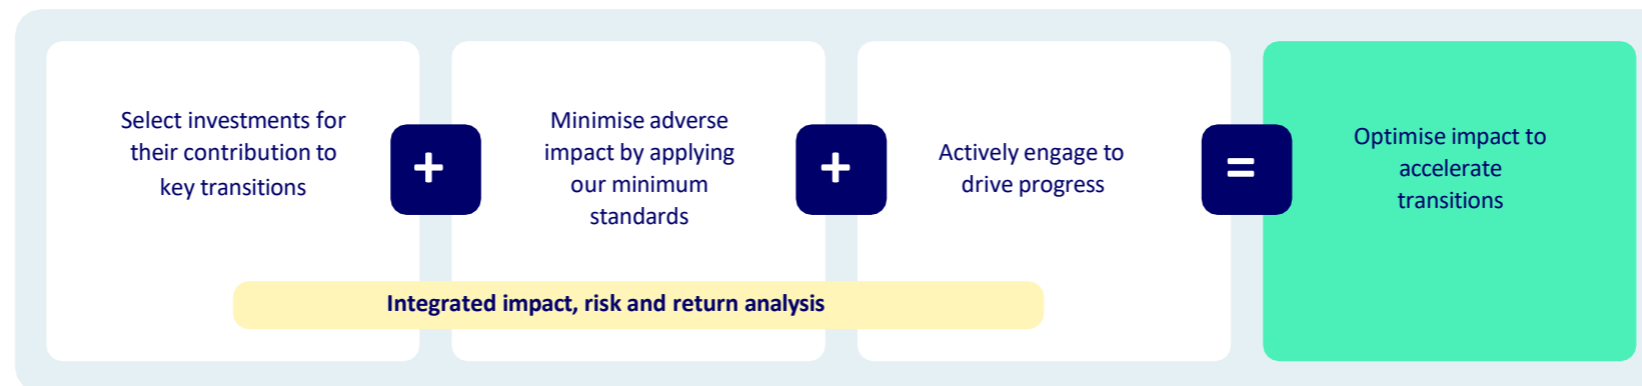 Select investments for
their contribution to
key transitions
+
Minimise adverse
impact by applying
our minimum
standards
+
Actively engage to
drive progress
=
Optimise impact to
accelerate
transitions
Integrated impact, risk and return analysis